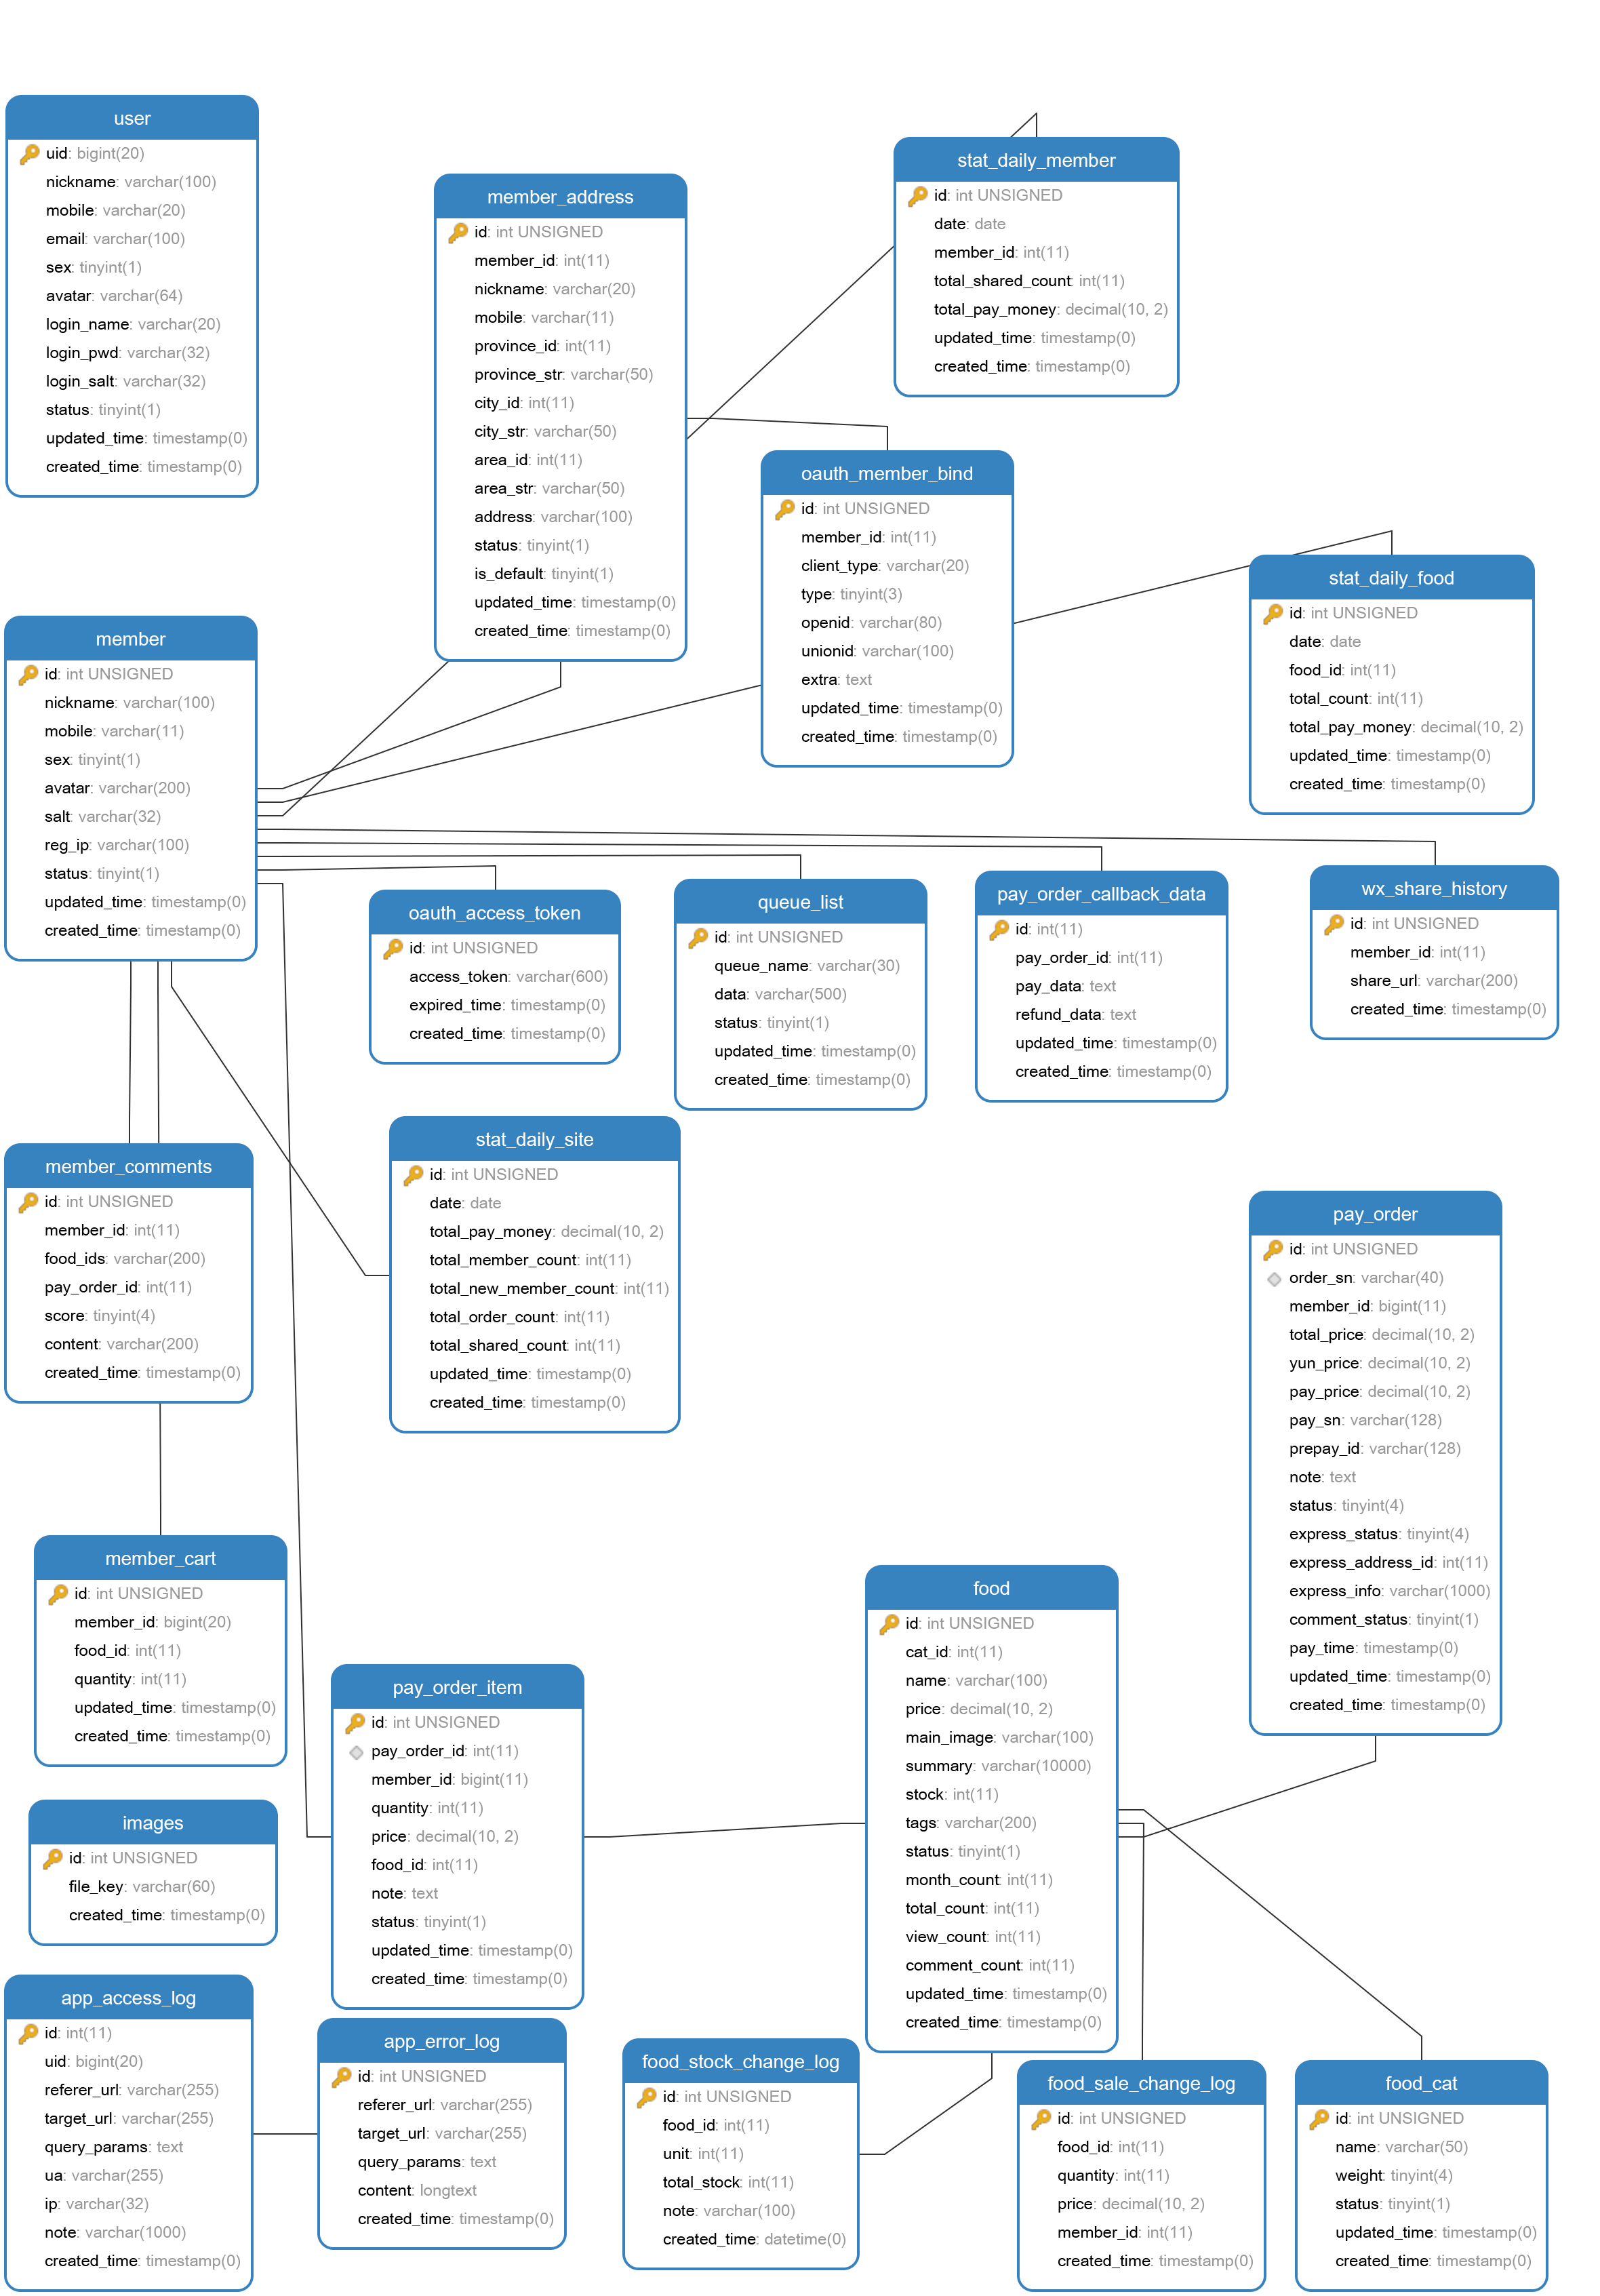 user
uid: bigint(20)
nickname: varchar(100)
mobile: varchar(20)
email: varchar(100)
sex: tinyint(1)
avatar: varchar(64)
login_name: varchar(20)
login_pwd: varchar(32)
login_salt: varchar(32)
status: tinyint(1)
updated_time: timestamp(0)
created_time: timestamp(0)
member_address
id: int UNSIGNED
member_id: int(11)
nickname: varchar(20)
mobile: varchar(11)
province_id: int(11)
province_str: varchar(50)
city_id: int(11)
city_str: varchar(50)
area_id: int(11)
area_str: varchar(50)
address: varchar(100)
status: tinyint(1)
is_default: tinyint(1)
updated_time: timestamp(0)
created_time: timestamp(0)
stat_daily_member
id: int UNSIGNED
date: date
member_id: int(11)
total_shared_count: int(11)
total_pay_money: decimal(10, 2)
updated_time: timestamp(0)
created_time: timestamp(0)
oauth_member_bind
id: int UNSIGNED
member_id: int(11)
client_type: varchar(20)
type: tinyint(3)
openid: varchar(80)
unionid: varchar(100)
extra: text
updated_time: timestamp(0)
created_time: timestamp(0)
stat_daily_food
id: int UNSIGNED
date: date
food_id: int(11)
total_count: int(11)
total_pay_money: decimal(10, 2)
updated_time: timestamp(0)
created_time: timestamp(0)
member
id: int UNSIGNED
nickname: varchar(100)
mobile: varchar(11)
sex: tinyint(1)
avatar: varchar(200)
salt: varchar(32)
reg_ip: varchar(100)
status: tinyint(1)
updated_time: timestamp(0)
created_time: timestamp(0)
oauth_access_token
id: int UNSIGNED
access_token: varchar(600)
expired_time: timestamp(0)
created_time: timestamp(0)
queue_list
id: int UNSIGNED
queue_name: varchar(30)
data: varchar(500)
status: tinyint(1)
updated_time: timestamp(0)
created_time: timestamp(0)
pay_order_callback_data
id: int(11)
pay_order_id: int(11)
pay_data: text
refund_data: text
updated_time: timestamp(0)
created_time: timestamp(0)
wx_share_history
id: int UNSIGNED
member_id: int(11)
share_url: varchar(200)
created_time: timestamp(0)
member_comments
id: int UNSIGNED
member_id: int(11)
food_ids: varchar(200)
pay_order_id: int(11)
score: tinyint(4)
content: varchar(200)
created_time: timestamp(0)
stat_daily_site
id: int UNSIGNED
date: date
total_pay_money: decimal(10, 2)
total_member_count: int(11)
total_new_member_count: int(11)
total_order_count: int(11)
total_shared_count: int(11)
updated_time: timestamp(0)
created_time: timestamp(0)
pay_order
id: int UNSIGNED
order_sn: varchar(40)
member_id: bigint(11)
total_price: decimal(10, 2)
yun_price: decimal(10, 2)
pay_price: decimal(10, 2)
pay_sn: varchar(128)
prepay_id: varchar(128)
note: text
status: tinyint(4)
express_status: tinyint(4)
express_address_id: int(11)
express_info: varchar(1000)
comment_status: tinyint(1)
pay_time: timestamp(0)
updated_time: timestamp(0)
created_time: timestamp(0)
member_cart
id: int UNSIGNED
member_id: bigint(20)
food_id: int(11)
quantity: int(11)
updated_time: timestamp(0)
created_time: timestamp(0)
pay_order_item
id: int UNSIGNED
pay_order_id: int(11)
member_id: bigint(11)
quantity: int(11)
price: decimal(10, 2)
food_id: int(11)
note: text
status: tinyint(1)
updated_time: timestamp(0)
created_time: timestamp(0)
food
id: int UNSIGNED
cat_id: int(11)
name: varchar(100)
price: decimal(10, 2)
main_image: varchar(100)
summary: varchar(10000)
stock: int(11)
tags: varchar(200)
status: tinyint(1)
month_count: int(11)
total_count: int(11)
view_count: int(11)
comment_count: int(11)
updated_time: timestamp(0)
created_time: timestamp(0)
images
id: int UNSIGNED
file_key: varchar(60)
created_time: timestamp(0)
app_access_log
id: int(11)
uid: bigint(20)
referer_url: varchar(255)
target_url: varchar(255)
query_params: text
ua: varchar(255)
ip: varchar(32)
note: varchar(1000)
created_time: timestamp(0)
app_error_log
id: int UNSIGNED
referer_url: varchar(255)
target_url: varchar(255)
query_params: text
content: longtext
created_time: timestamp(0)
food_stock_change_log
id: int UNSIGNED
food_id: int(11)
unit: int(11)
total_stock: int(11)
note: varchar(100)
created_time: datetime(0)
food_sale_change_log
id: int UNSIGNED
food_id: int(11)
quantity: int(11)
price: decimal(10, 2)
member_id: int(11)
created_time: timestamp(0)
food_cat
id: int UNSIGNED
name: varchar(50)
weight: tinyint(4)
status: tinyint(1)
updated_time: timestamp(0)
created_time: timestamp(0)